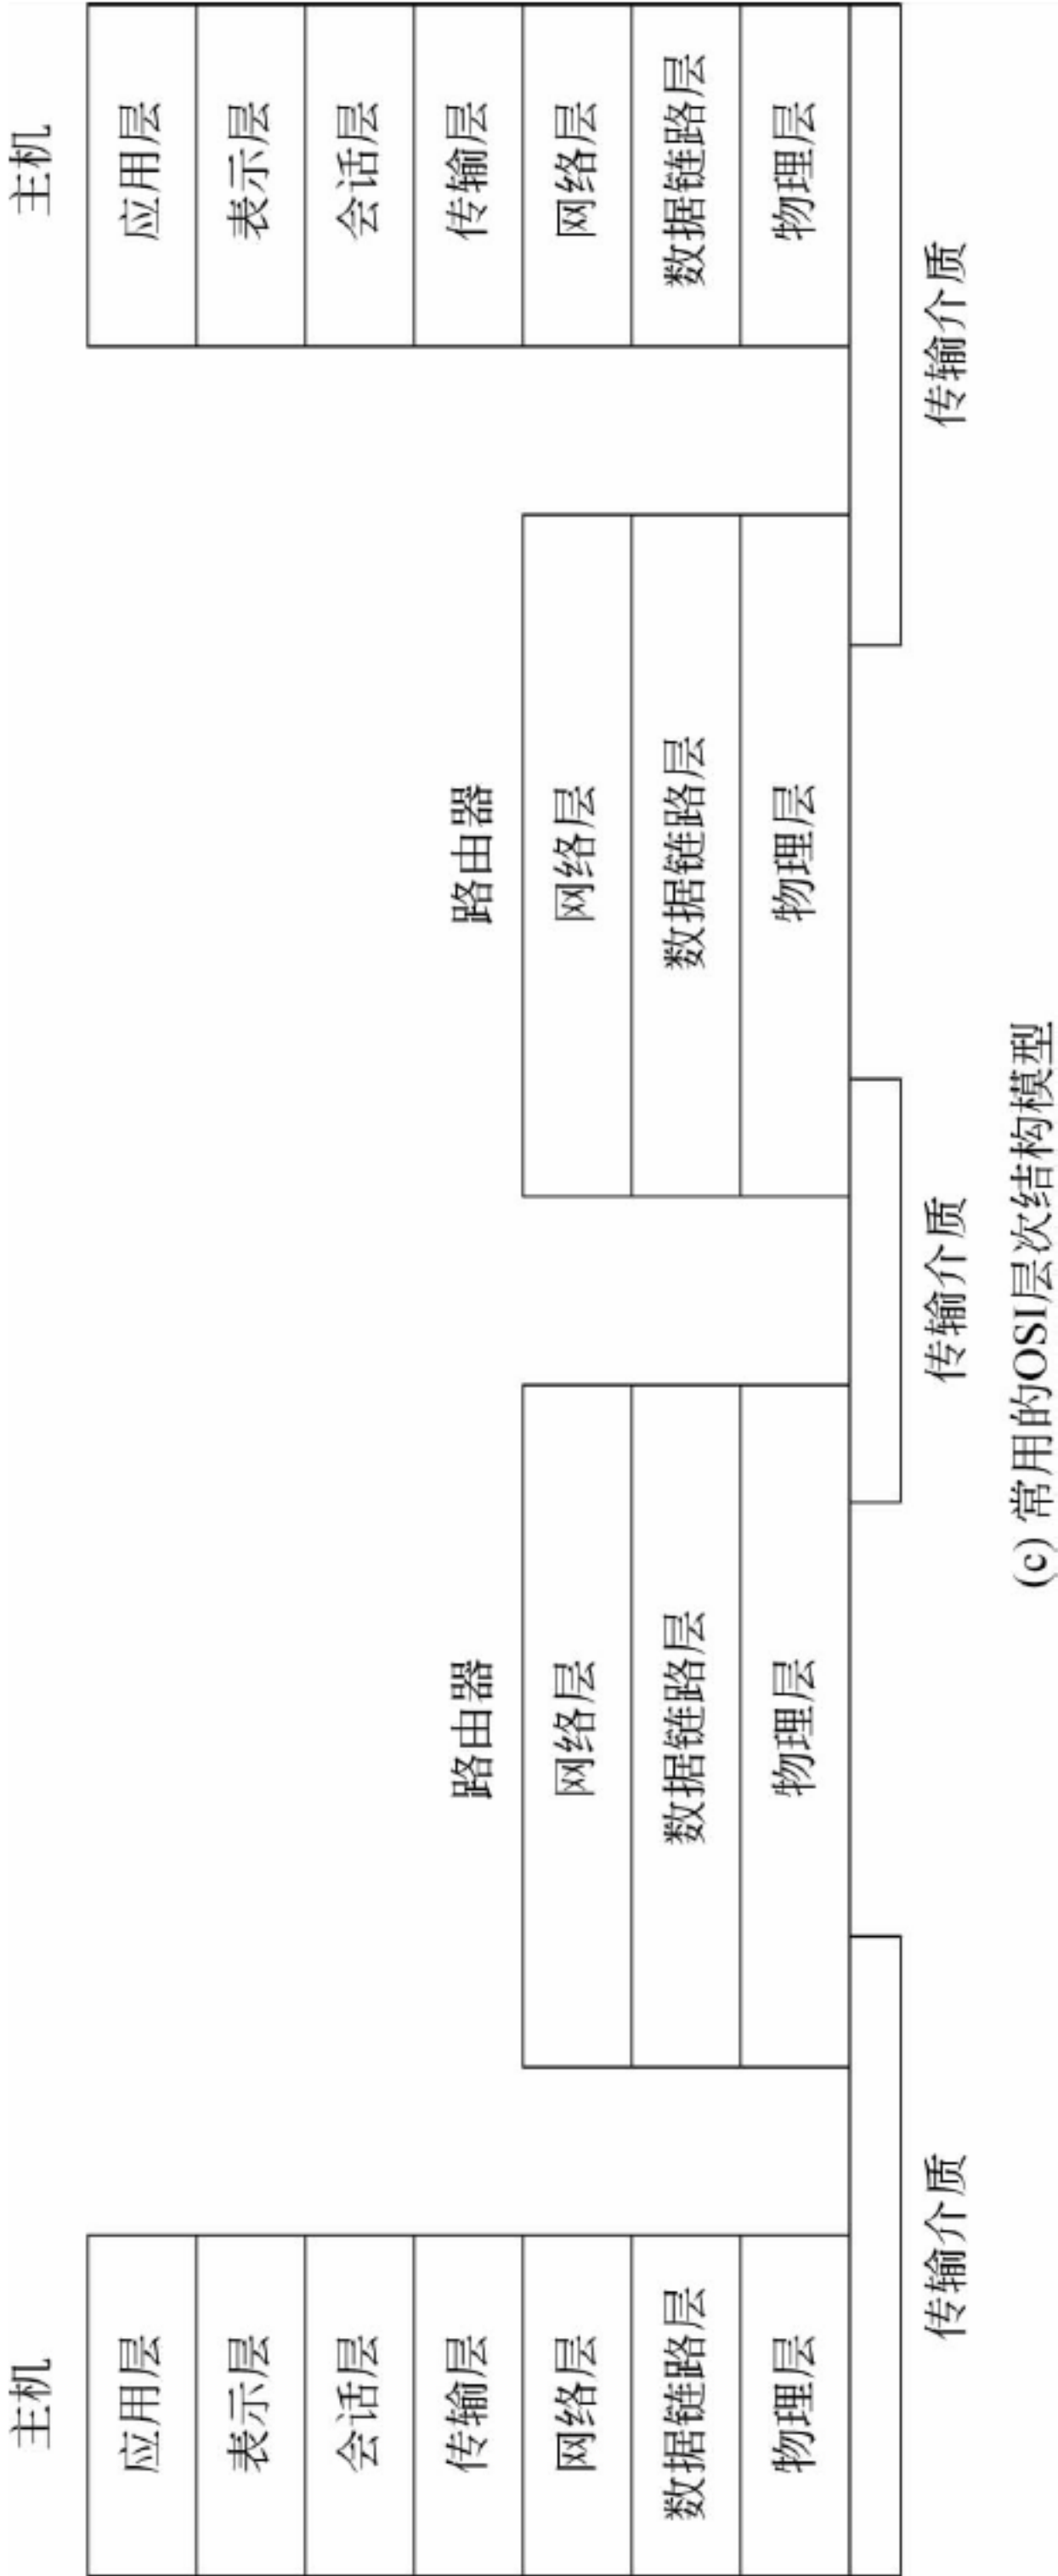 主机
应用层
表示层
会话层
传输层
网络层
数据链路层
物理层
传输介质
路由器
网络层
数据链路层
物理层
传输介质
路由器
网络层
数据链路层
物理层
传输介质
主机
应用层
表示层
会话层
传输层
网络层
数据链路层
物理层
(c) 常用的OSI层次结构模型